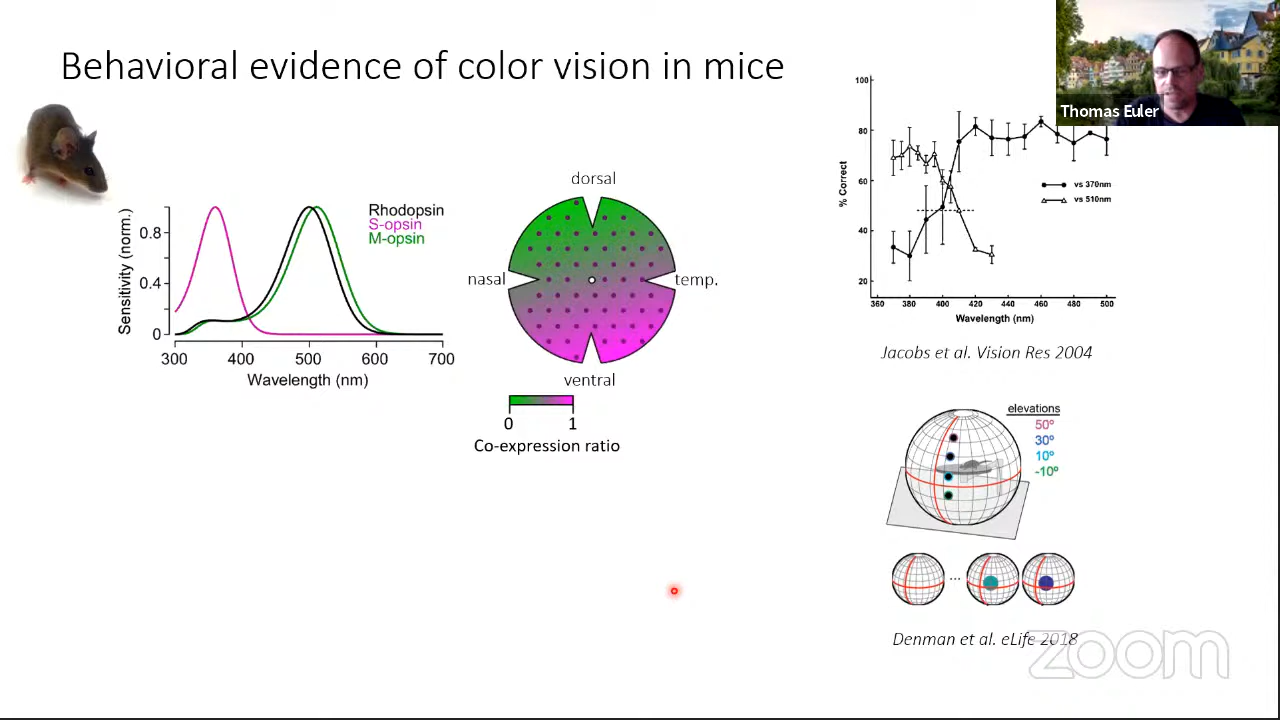 Behavioral evidence of color vision in mice
Thomas Euler
Sensitivity (norm.)
0.8
0.4
0
300 400 500 600 700
Wavelength (nm)
Rhodopsin
S-opsin
M-opsin
dorsal
nasal
temp.
ventral
0 1
Co-expression ratio
% Correct
100
80
60
40
20
360 380 400 420 440 460 480 500
Wavelength (nm)
vs 370nm
vs 510nm
Jacobs et al. Vision Res 2004
elevations
50°
30°
10°
-10°
...
Denman et al. eLife 2018
zoom